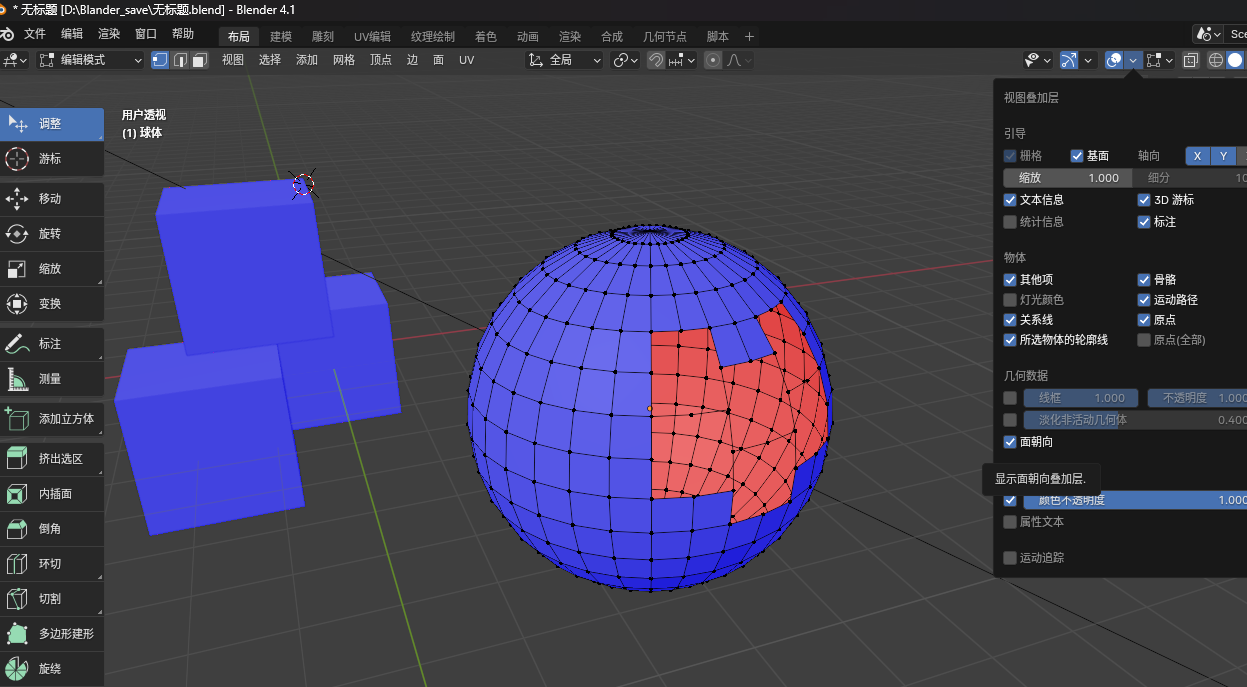 * 无标题 [D:\Blander_save\无标题.blend] - Blender 4.1
文件 编辑 渲染 窗口 帮助 布局 建模 雕刻 UV编辑 纹理绘制 着色 动画 渲染 合成 几何节点 脚本 + Sce
编辑模式 视图 选择 添加 网格 顶点 边 面 UV 全局
用户透视
(1) 球体
调整
游标
移动
旋转
缩放
变换
标注
测量
添加立方体
挤出选区
内插面
倒角
环切
切割
多边形建形
旋绕
视图叠加层
引导
栅格 基面 轴向 X Y
缩放 1.000 细分 10
文本信息 3D 游标
统计信息 标注
物体
其他项 骨骼
灯光颜色 运动路径
关系线 原点
所选物体的轮廓线 原点(全部)
几何数据
线框 1.000 不透明度 1.000
淡化非活动几何体 0.400
面朝向
显示面朝向叠加层.
颜色不透明度 1.000
属性文本
运动追踪